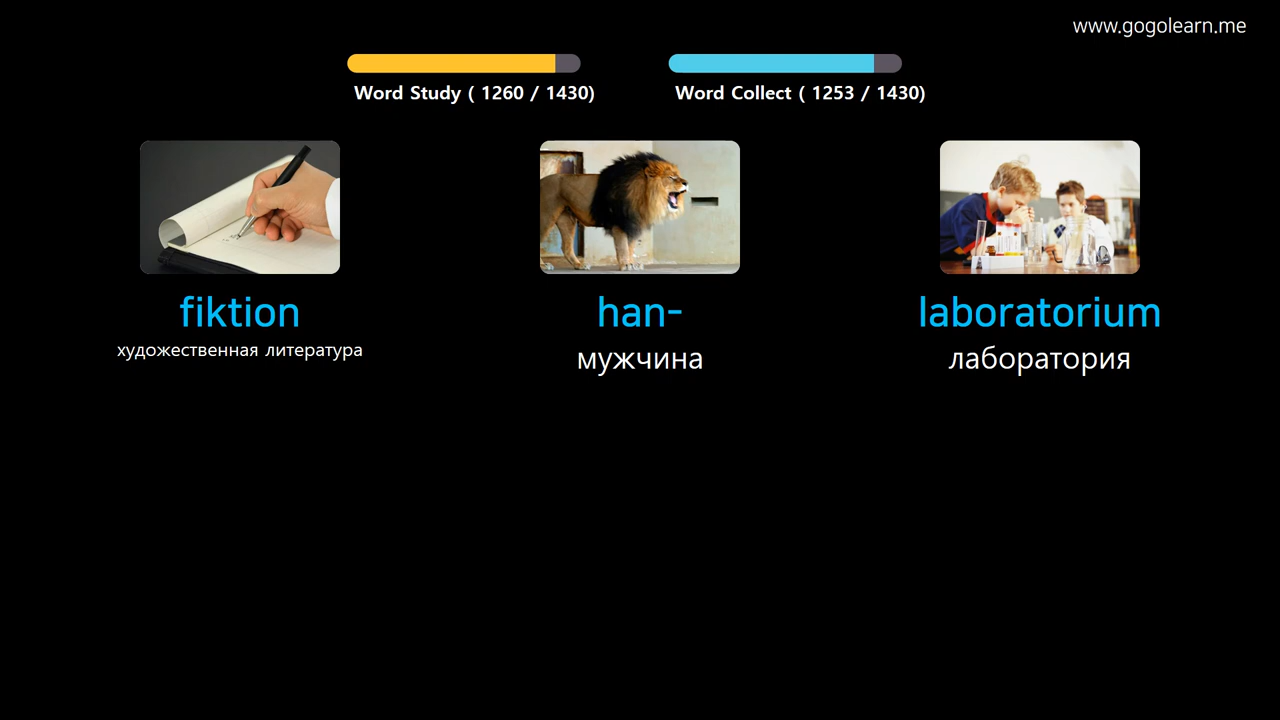 www.gogolearn.me
Word Study ( 1260 / 1430)
Word Collect ( 1253 / 1430)
fiktion
художественная литература
han-
мужчина
laboratorium
лаборатория